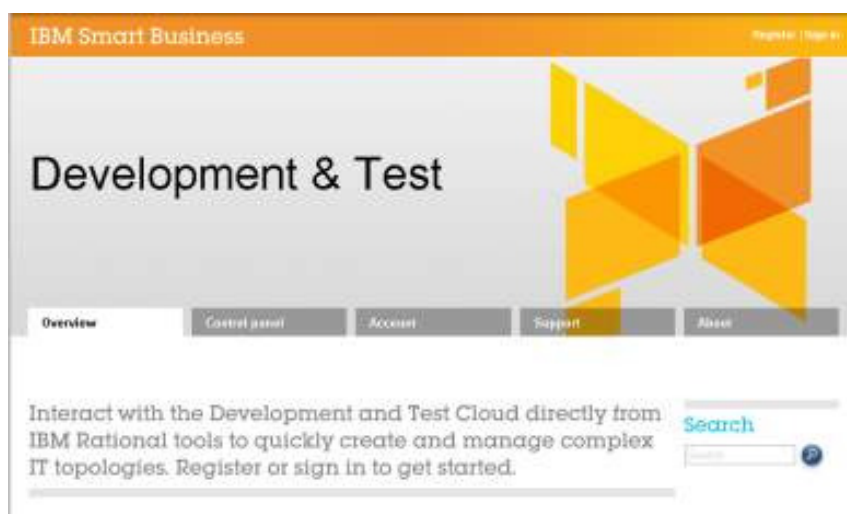 IBM Smart Business
Register | Sign in
Development & Test
Overview
Control panel
Account
Support
About
Interact with the Development and Test Cloud directly from
IBM Rational tools to quickly create and manage complex
IT topologies. Register or sign in to get started.
Search